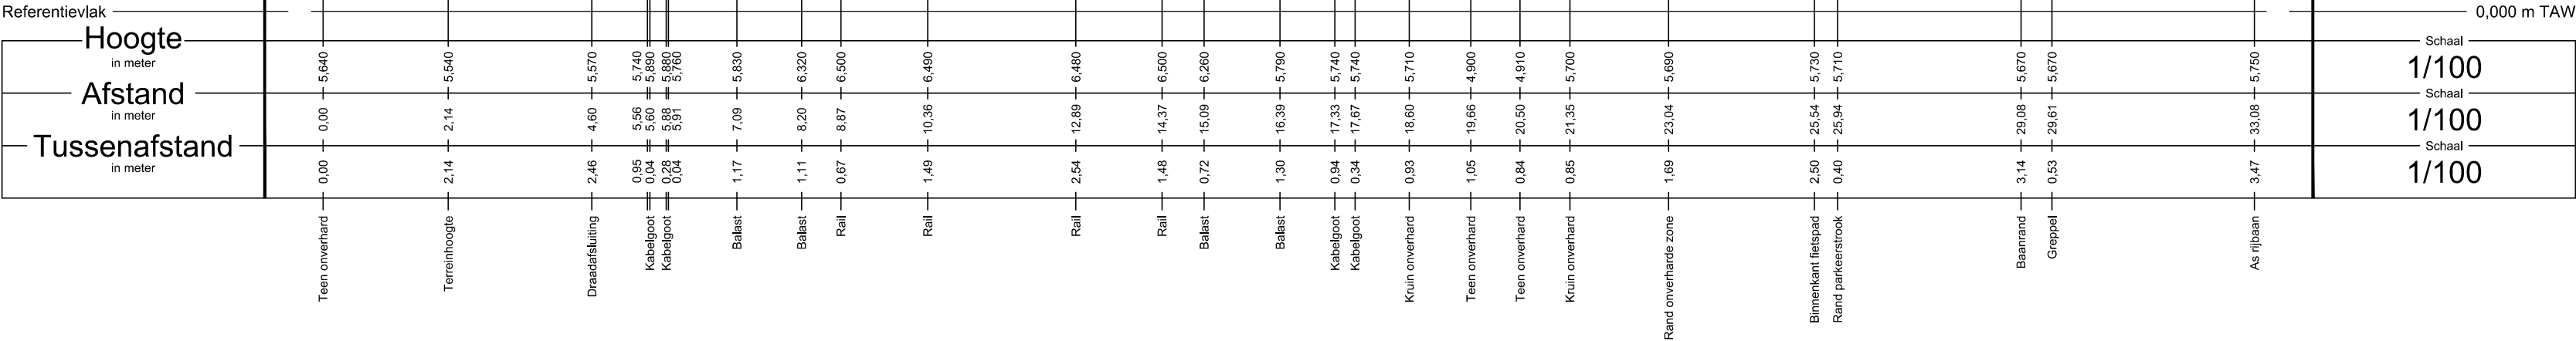 Referentievlak
0,000 m TAW
Hoogte
in meter
5,640 5,540 5,570 5,740 5,890 5,880 5,760 5,830 6,320 6,500 6,490 6,480 6,500 6,260 5,790 5,740 5,740 5,710 4,900 4,910 5,700 5,690 5,730 5,710 5,670 5,670 5,750
Schaal
1/100
Afstand
in meter
0,00 2,14 4,60 5,56 5,60 5,88 5,91 7,09 8,20 8,87 10,36 12,89 14,37 15,09 16,39 17,33 17,67 18,60 19,66 20,50 21,35 23,04 25,54 25,94 29,08 29,61 33,08
Schaal
1/100
Tussenafstand
in meter
0,00 2,14 2,46 0,95 0,04 0,28 0,04 1,17 1,11 0,67 1,49 2,54 1,48 0,72 1,30 0,94 0,34 0,93 1,05 0,84 0,85 1,69 2,50 0,40 3,14 0,53 3,47
Schaal
1/100
Teen onverhard
Terreinhoogte
Draadafsluiting
Kabelgoot
Kabelgoot
Balast
Balast
Rail
Rail
Rail
Rail
Balast
Balast
Kabelgoot
Kabelgoot
Kruin onverhard
Teen onverhard
Teen onverhard
Kruin onverhard
Rand onverharde zone
Binnenkant fietspad
Rand parkeerstrook
Baanrand
Greppel
As rijbaan